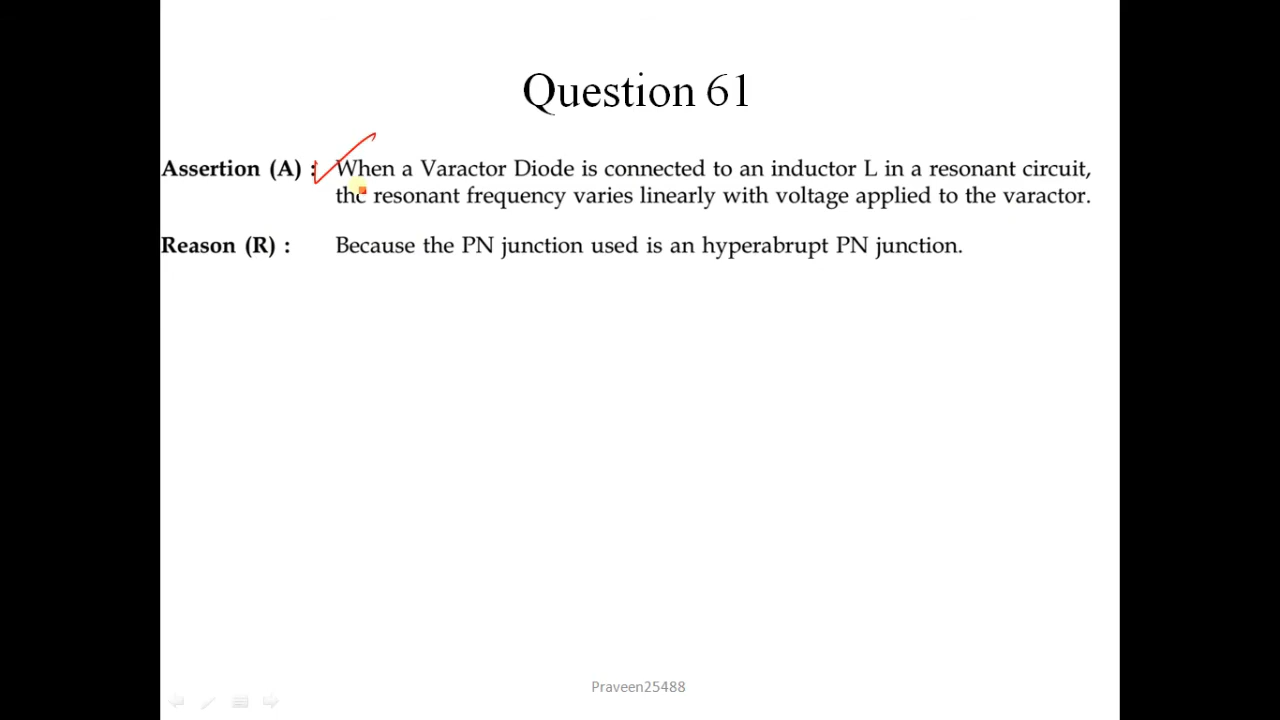 Question 61
Assertion (A) : When a Varactor Diode is connected to an inductor L in a resonant circuit,
the resonant frequency varies linearly with voltage applied to the varactor.
Reason (R) : Because the PN junction used is an hyperabrupt PN junction.
Praveen25488